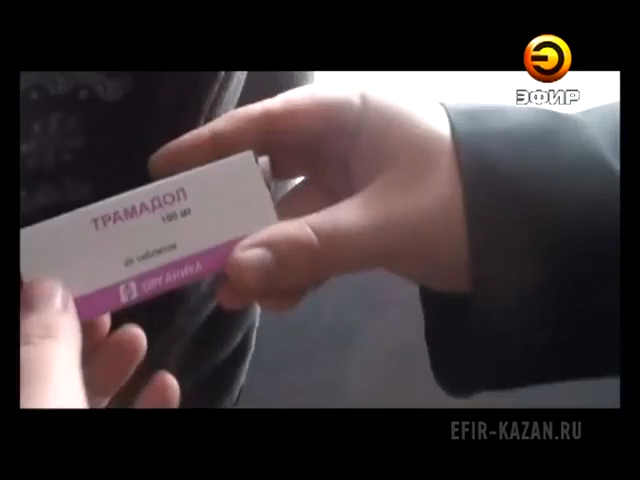 ЭФИР
ТРАМАДОЛ
100 мг
20 таблеток
ОРГАНИКА
EFIR-KAZAN.RU